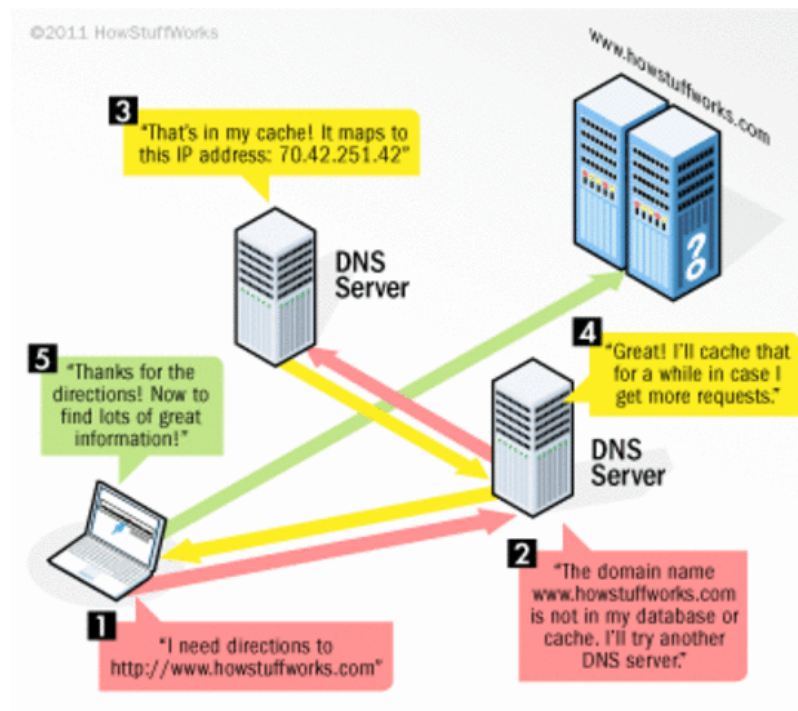 ©2011 HowStuffWorks
www.howstuffworks.com
3
"That's in my cache! It maps to
this IP address: 70.42.251.42"
DNS
Server
4
"Great! I'll cache that
for a while in case I
get more requests."
5
"Thanks for the
directions! Now to
find lots of great
information!"
DNS
Server
2
"The domain name
www.howstuffworks.com
is not in my database or
cache. I'll try another
DNS server."
1
"I need directions to
http://www.howstuffworks.com"